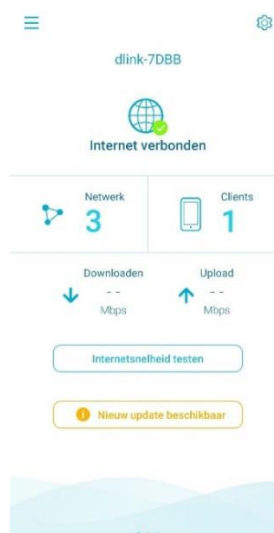 dlink-7DBB
Internet verbonden
Netwerk
3
Clients
1
Downloaden
--
Mbps
Upload
--
Mbps
Internetsnelheid testen
Nieuw update beschikbaar